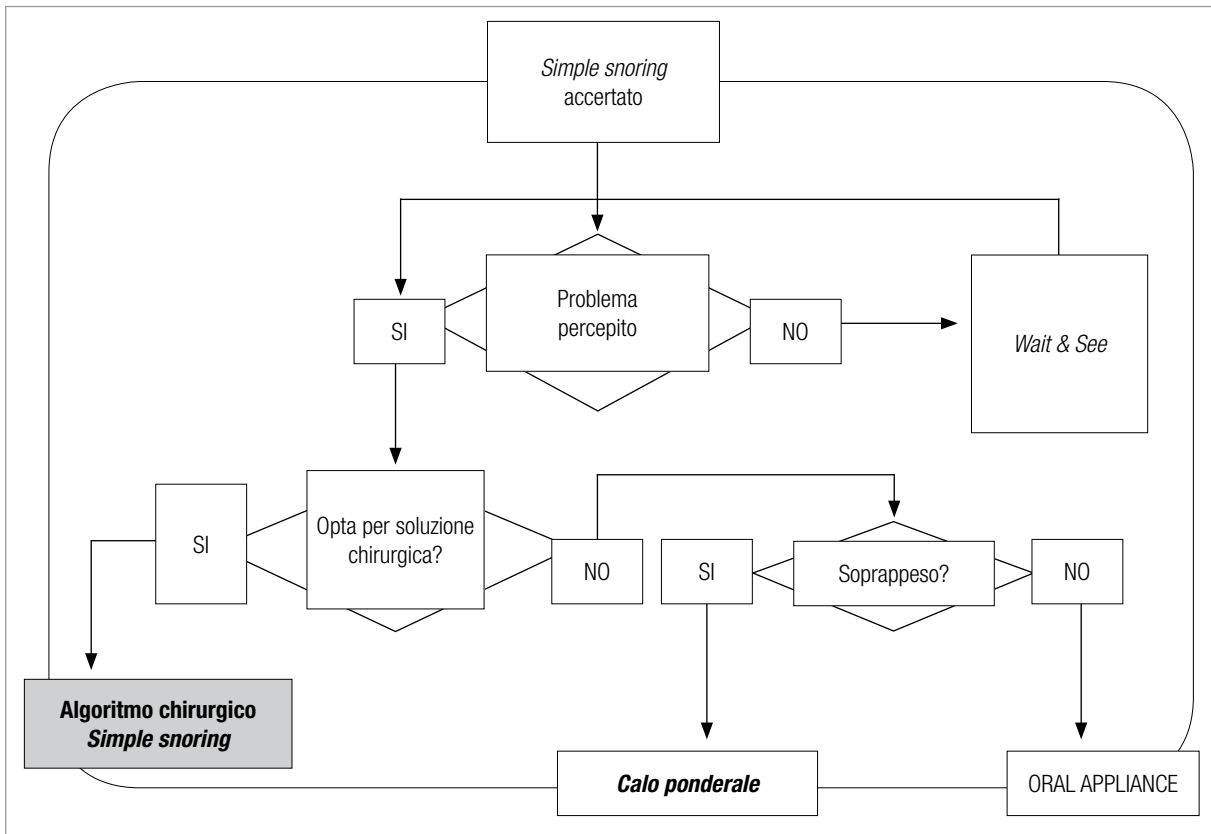 Simple snoring
accertato
Problema
percepito
SI
NO
Wait & See
Opta per soluzione
chirurgica?
SI
NO
SI
Soprappeso?
NO
Algoritmo chirurgico
Simple snoring
Calo ponderale
ORAL APPLIANCE